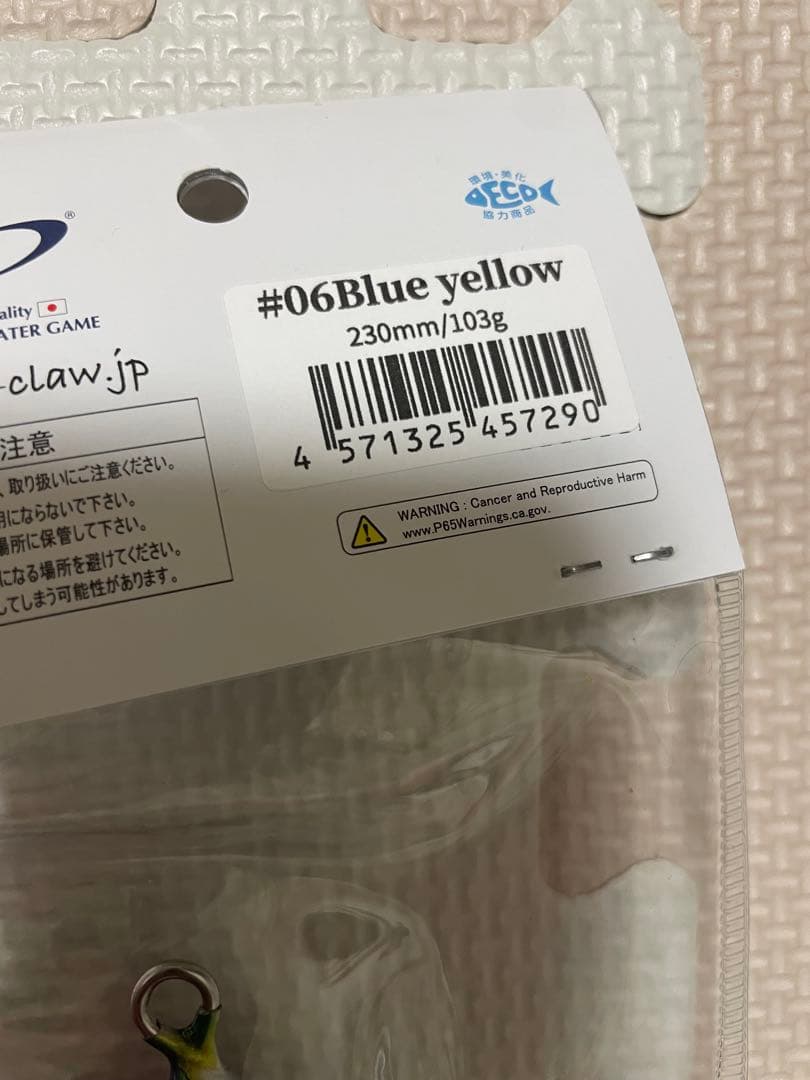 環境・美化
ECO
協力商品
®
ality
ATER GAME
-claw.jp
#06Blue yellow
230mm/103g
4 571325 457290
注意
、取り扱いにご注意ください。
用にならないで下さい。
場所に保管して下さい。
になる場所を避けてください。
してしまう可能性があります。
WARNING : Cancer and Reproductive Harm
www.P65Warnings.ca.gov.